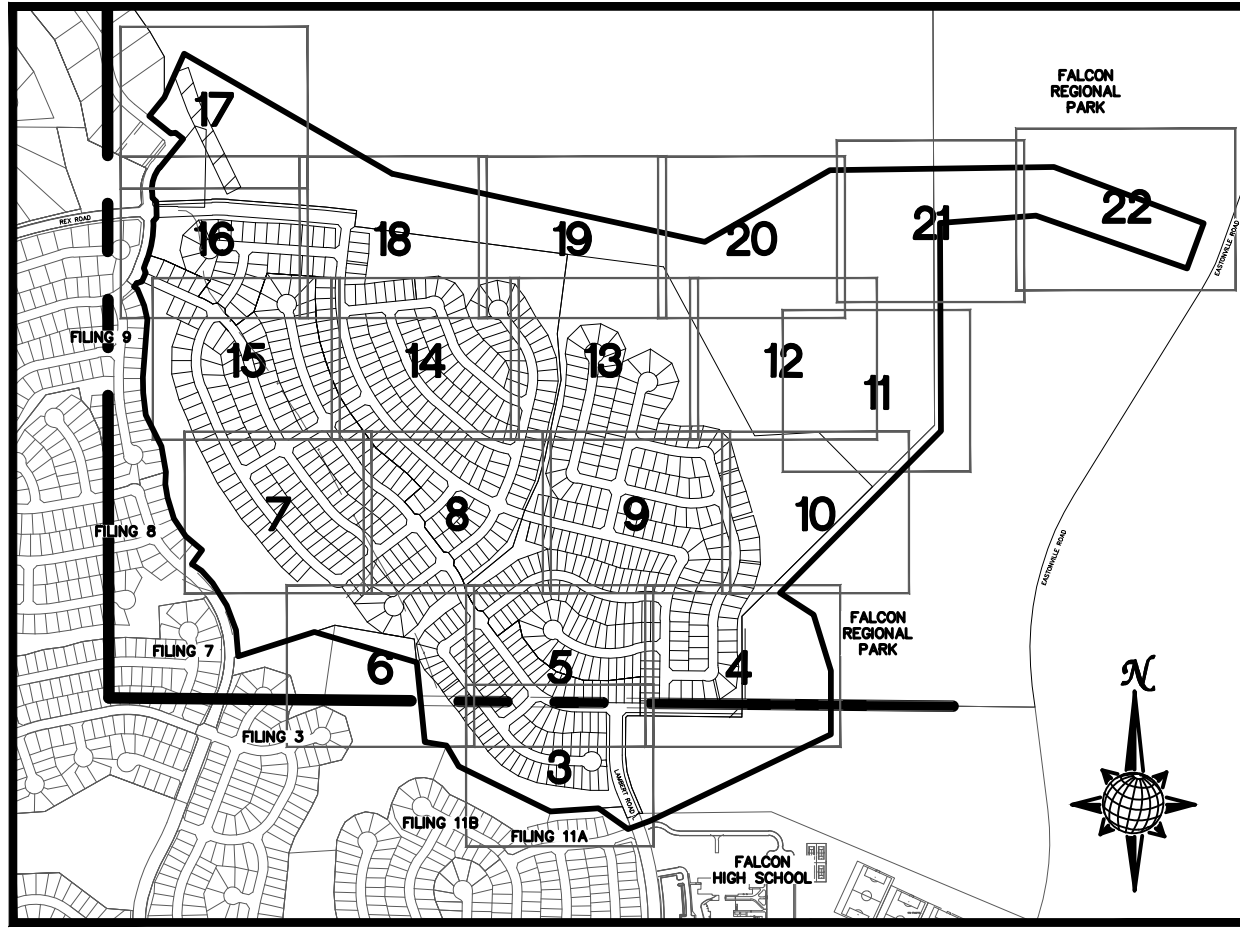 FALCON
REGIONAL
PARK
17
22
REX ROAD
16
18
19
20
21
EASTONVILLE ROAD
FILING 9
15
14
13
12
11
FILING 8
7
8
9
10
EASTONVILLE ROAD
FALCON
REGIONAL
PARK
FILING 7
6
5
4
N
FILING 3
3
LAMBERT ROAD
FILING 11B
FILING 11A
FALCON
HIGH SCHOOL